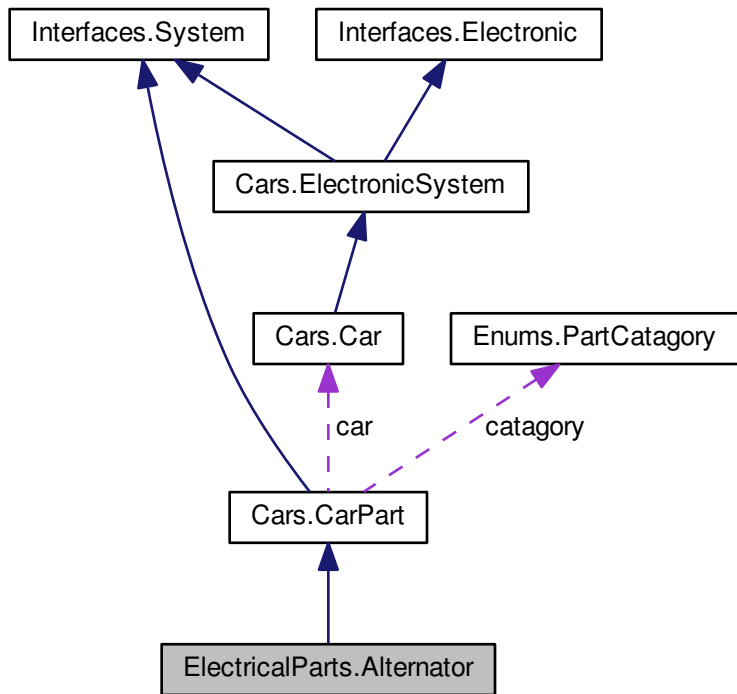 Interfaces.System
Interfaces.Electronic
Cars.ElectronicSystem
Cars.Car
Enums.PartCatagory
car
catagory
Cars.CarPart
ElectricalParts.Alternator